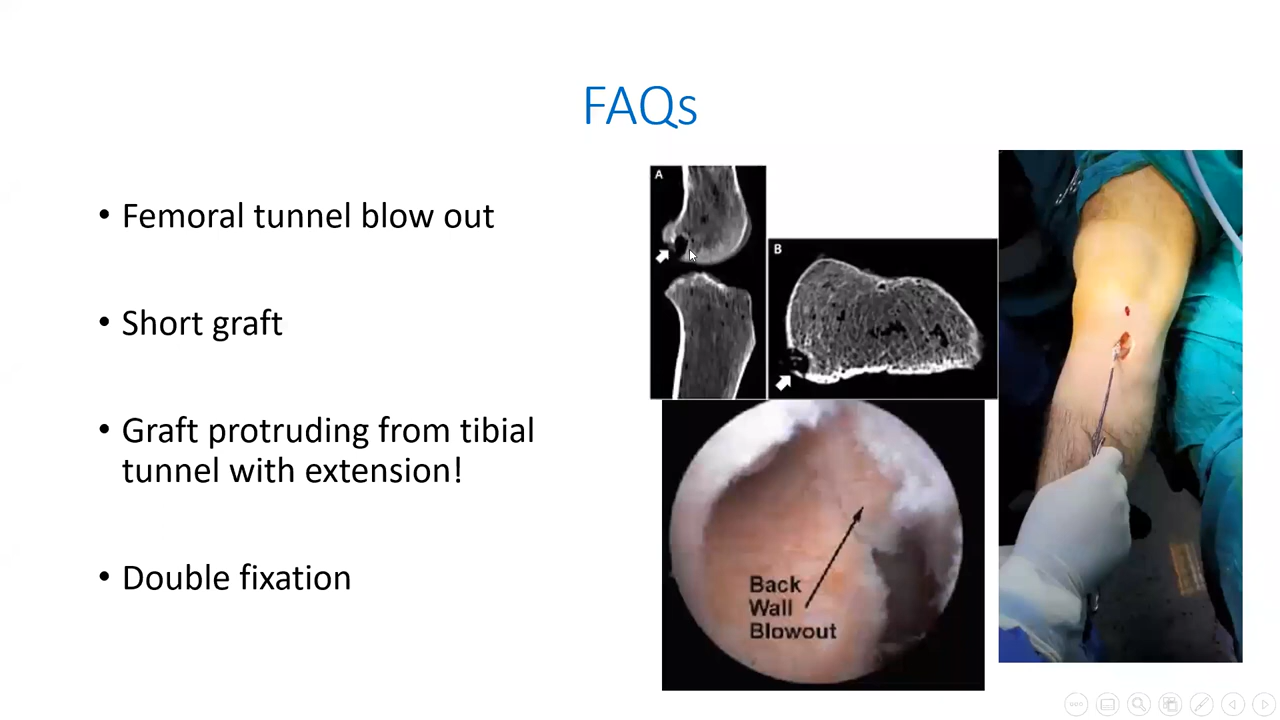 FAQs
• Femoral tunnel blow out
• Short graft
• Graft protruding from tibial
tunnel with extension!
• Double fixation
A
B
Back
Wall
Blowout